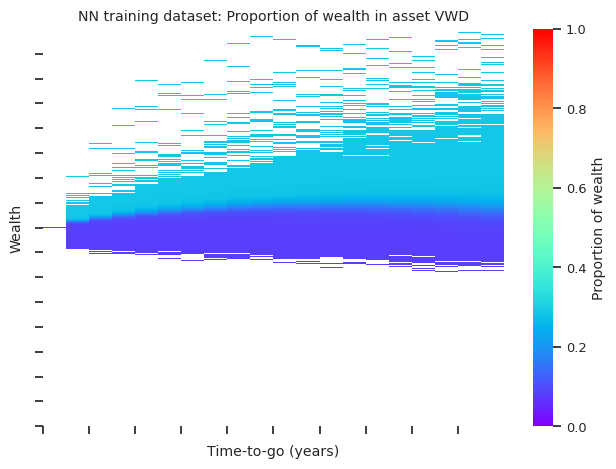 NN training dataset: Proportion of wealth in asset VWD
Wealth
Time-to-go (years)
1.0
0.8
0.6
0.4
0.2
0.0
Proportion of wealth